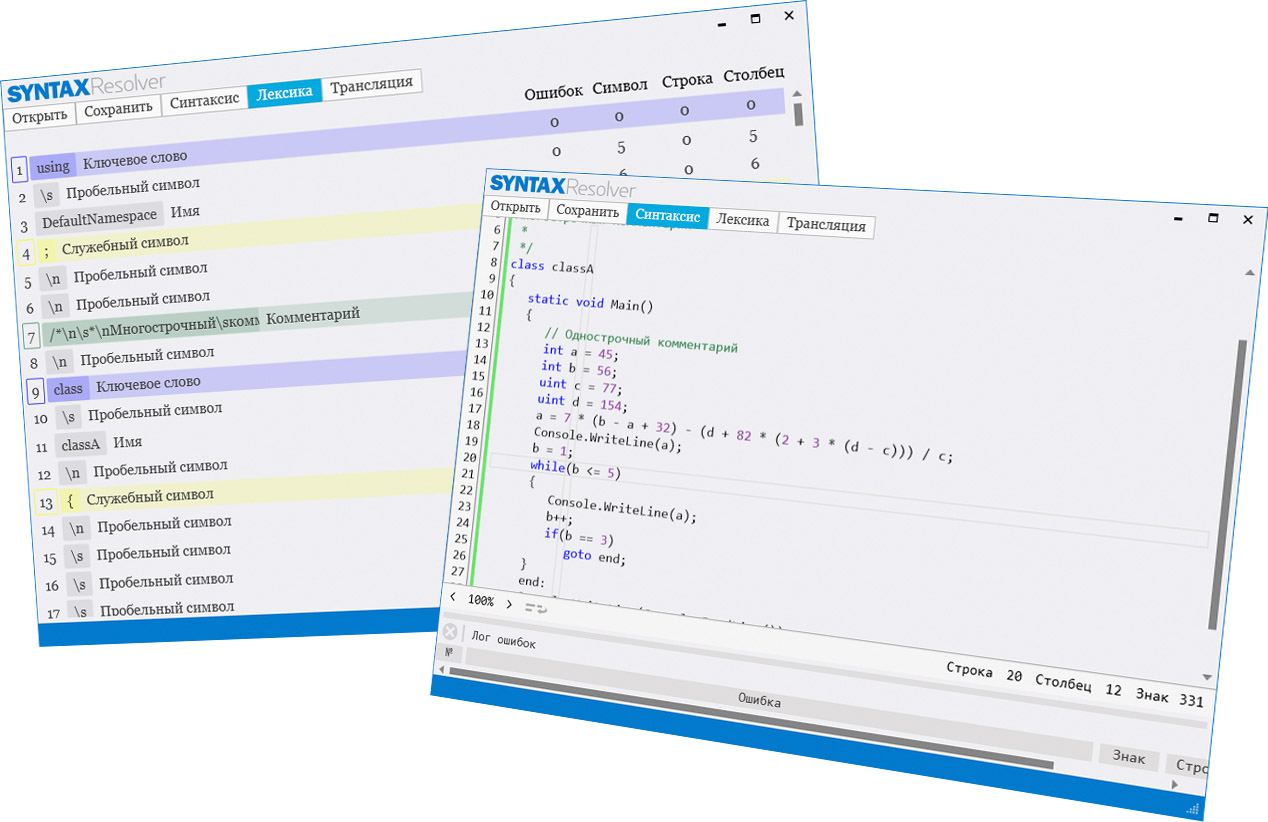 SYNTAXResolver
Открыть Сохранить Синтаксис Лексика Трансляция
Ошибок Символ Строка Столбец
1 using Ключевое слово 0 0 0 0
2 \s Пробельный символ 0 5 0 5
3 DefaultNamespace Имя 6 0 6
4 ; Служебный символ
5 \n Пробельный символ
6 \n Пробельный символ
7 /*\n\s*\nМногострочный\sкомм Комментарий
8 \n Пробельный символ
9 class Ключевое слово
10 \s Пробельный символ
11 classA Имя
12 \n Пробельный символ
13 { Служебный символ
14 \n Пробельный символ
15 \s Пробельный символ
16 \s Пробельный символ
17 \s Пробельный символ
SYNTAXResolver
Открыть Сохранить Синтаксис Лексика Трансляция
6 *
7 */
8 class classA
9 {
10 static void Main()
11 {
12 // Однострочный комментарий
13 int a = 45;
14 int b = 56;
15 uint c = 77;
16 uint d = 154;
17 a = 7 * (b - a + 32) - (d + 82 * (2 + 3 * (d - c))) / c;
18 Console.WriteLine(a);
19 b = 1;
20 while(b <= 5)
21 {
22 Console.WriteLine(a);
23 b++;
24 if(b == 3)
25 goto end;
26 }
27 end:
100%
Строка 20 Столбец 12 Знак 331
Лог ошибок
№ Ошибка Знак Стро